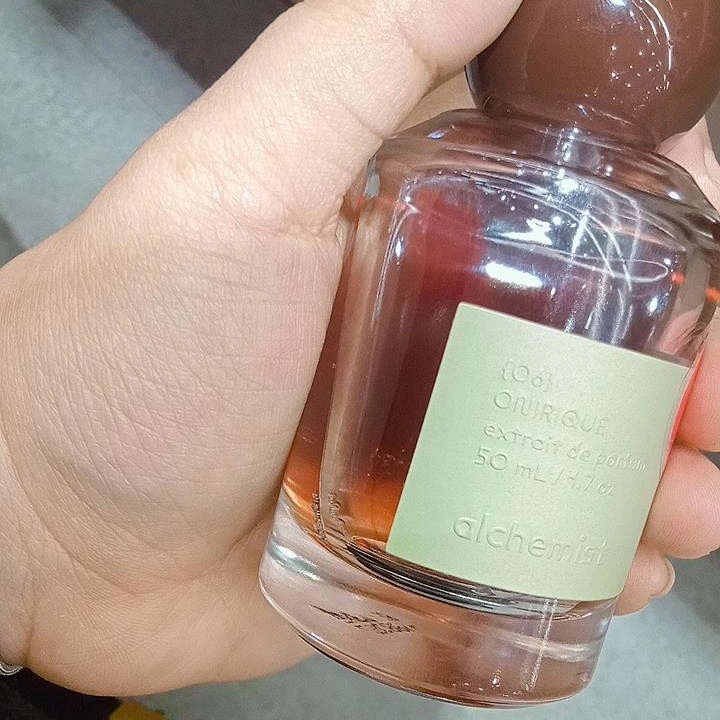 {06}
ONIRIQUE
extrait de parfum
50 mL / 1.7 oz
alchemist